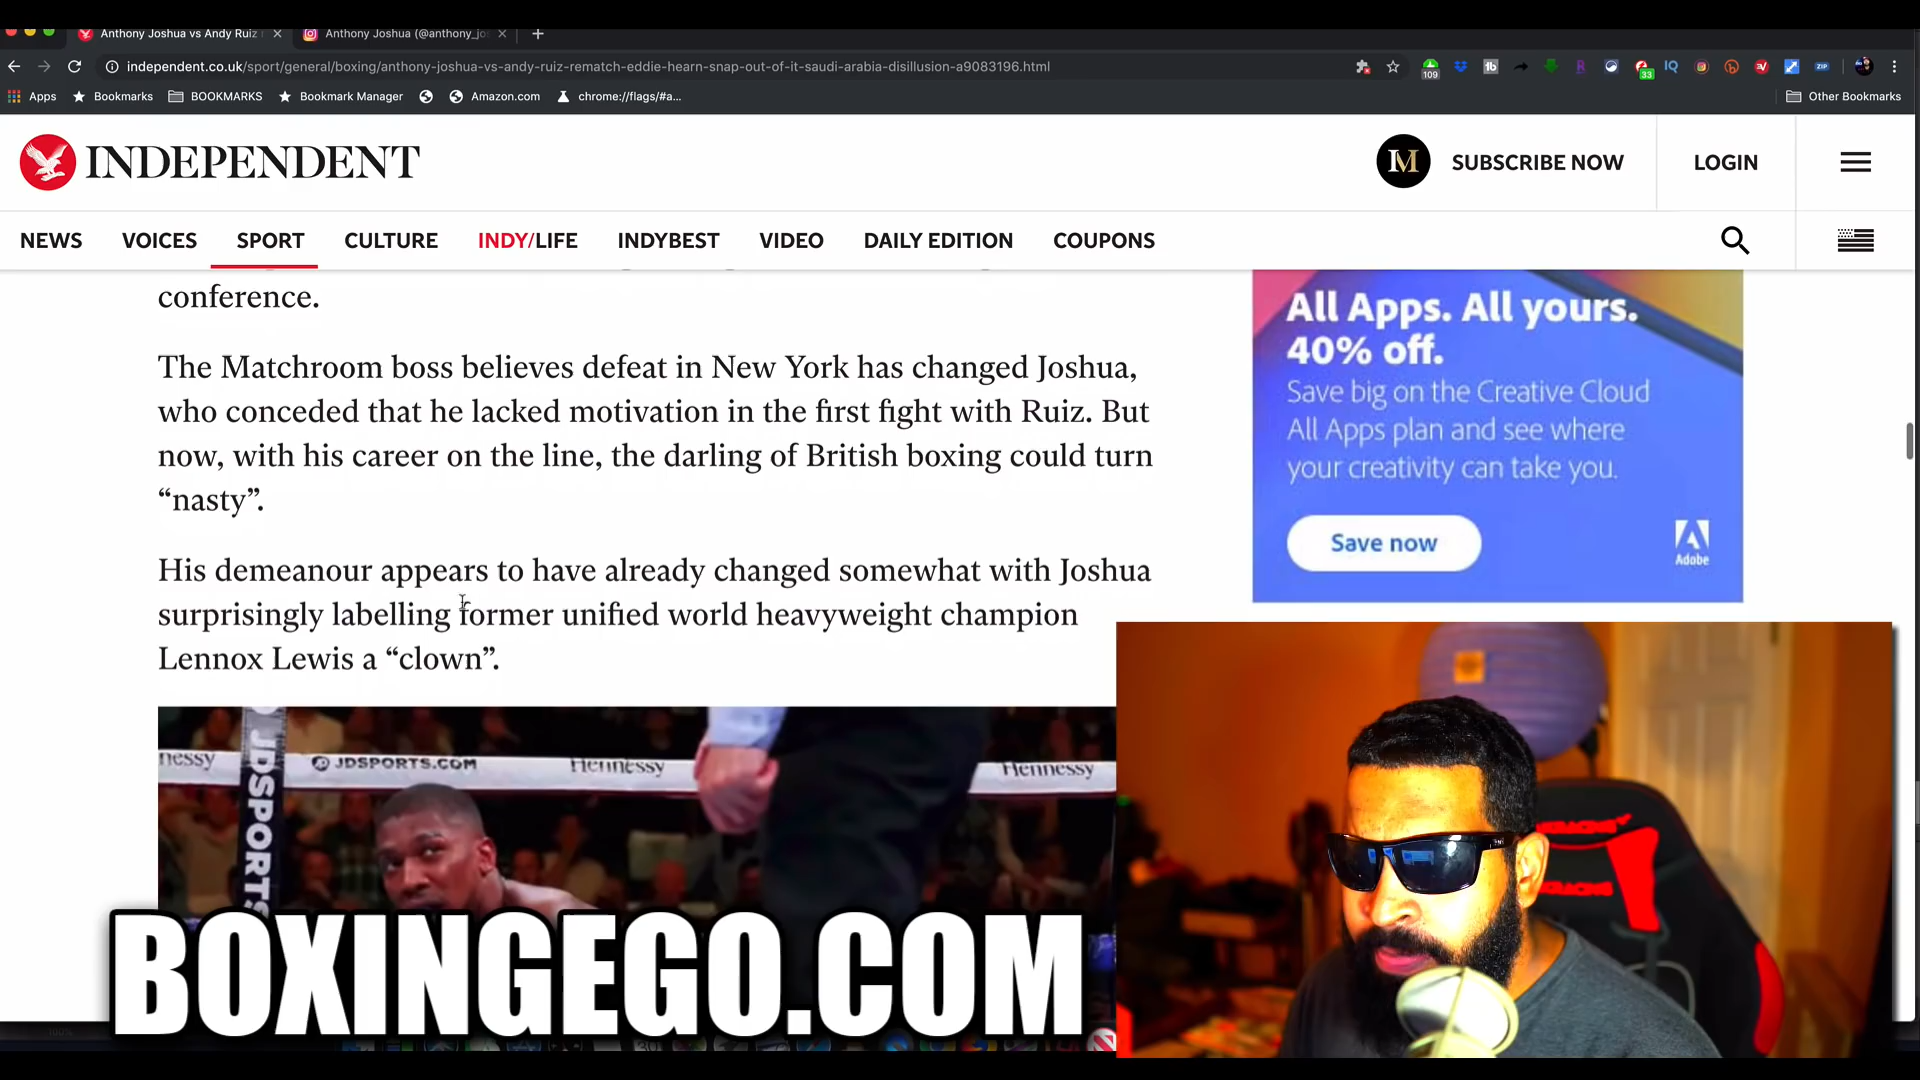 Anthony Joshua vs Andy Ruiz
Anthony Joshua (@anthony_jo
independent.co.uk/sport/general/boxing/anthony-joshua-vs-andy-ruiz-rematch-eddie-hearn-snap-out-of-it-saudi-arabia-disillusion-a9083196.html
109
33
IQ
ZIP
Apps Bookmarks BOOKMARKS Bookmark Manager Amazon.com chrome://flags/#a... Other Bookmarks
INDEPENDENT
M SUBSCRIBE NOW LOGIN
NEWS VOICES SPORT CULTURE INDY/LIFE INDYBEST VIDEO DAILY EDITION COUPONS
conference.
The Matchroom boss believes defeat in New York has changed Joshua,
who conceded that he lacked motivation in the first fight with Ruiz. But
now, with his career on the line, the darling of British boxing could turn
“nasty”.
His demeanour appears to have already changed somewhat with Joshua
surprisingly labelling former unified world heavyweight champion
Lennox Lewis a “clown”.
All Apps. All yours.
40% off.
Save big on the Creative Cloud
All Apps plan and see where
your creativity can take you.
Save now
Adobe
JDSPORTS.COM Hennessy Hennessy
JDSPORTS
BOXINGEGO.COM